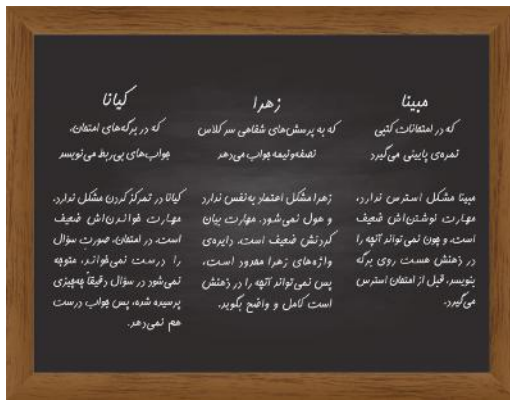 مبینا
که در امتحانات کتبی
نمره‌ی پایینی می‌گیرد
مبینا مشکل استرس ندارد،
مهارت نوشتن‌اش ضعیف
است، و چون نمی‌تواند آنچه را
در ذهنش هست روی برگه
بنویسد، قبل از امتحان استرس
می‌گیرد.
زهرا
که به پرسش‌های شفاهی سر کلاس
نصفه‌ونیمه جواب می‌دهد
زهرا مشکل اعتماد به‌نفس ندارد
و هول نمی‌شود. مهارت بیان
کردنش ضعیف است، دایره‌ی
واژه‌های زهرا محدود است،
پس نمی‌تواند آنچه را در ذهنش
است کامل و واضح بگوید.
کیانا
که در برگه‌های امتحان،
جواب‌های بی‌ربط می‌نویسد
کیانا در تمرکز کردن مشکل ندارد،
مهارت خواندن‌اش ضعیف
است، در امتحان، صورت سؤال
را درست نمی‌خواند، متوجه
نمی‌شود در سؤال دقیقاً چه‌چیزی
پرسیده شده، پس جواب درست
هم نمی‌دهد.